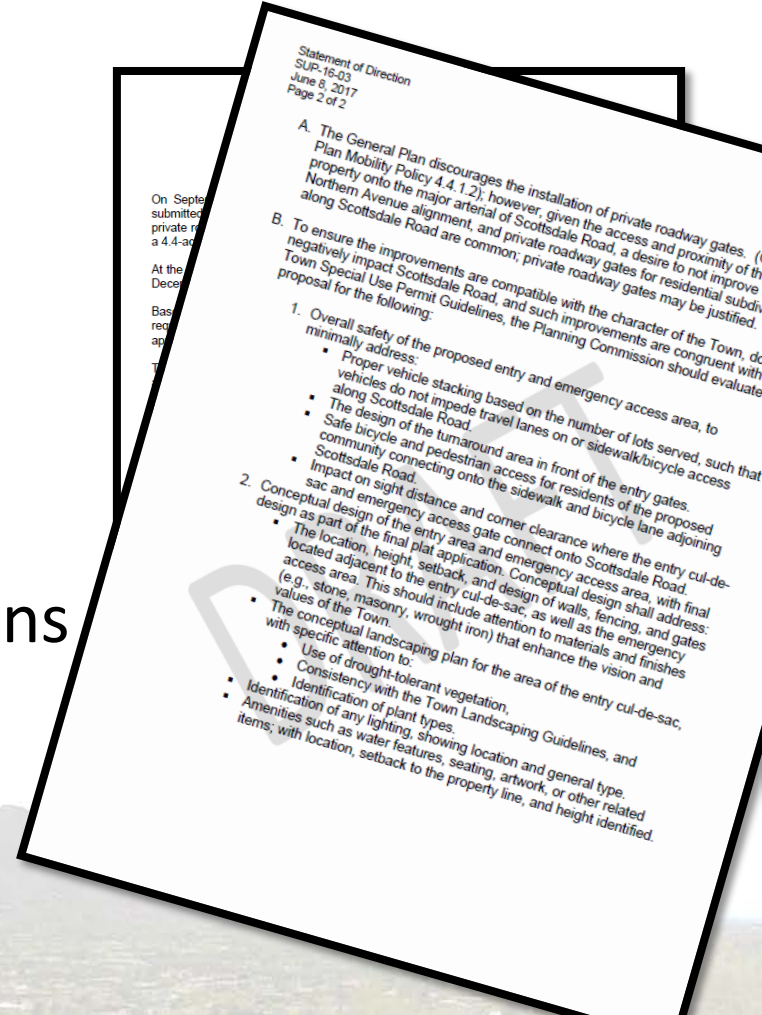 On Septe
submitted
private r
a 4.4-ac
At the
Decem
Bas
req
ap
T
ns
Statement of Direction
SUP-16-03
June 8, 2017
Page 2 of 2
A. The General Plan discourages the installation of private roadway gates. (
Plan Mobility Policy 4.4.1.2); however, given the access and proximity of th
property onto the major arterial of Scottsdale Road, a desire to not improve
Northern Avenue alignment, and private roadway gates for residential subdiv
along Scottsdale Road are common; private roadway gates may be justified.
B. To ensure the improvements are compatible with the character of the Town, do
negatively impact Scottsdale Road, and such improvements are congruent with
Town Special Use Permit Guidelines, the Planning Commission should evaluate
proposal for the following:
1. Overall safety of the proposed entry and emergency access area, to
minimally address:
▪ Proper vehicle stacking based on the number of lots served, such that
vehicles do not impede travel lanes on or sidewalk/bicycle access
along Scottsdale Road.
▪ The design of the turnaround area in front of the entry gates.
▪ Safe bicycle and pedestrian access for residents of the proposed
community connecting onto the sidewalk and bicycle lane adjoining
Scottsdale Road.
▪ Impact on sight distance and corner clearance where the entry cul-de-
sac and emergency access gate connect onto Scottsdale Road.
2. Conceptual design of the entry area and emergency access area, with final
design as part of the final plat application. Conceptual design shall address:
▪ The location, height, setback, and design of walls, fencing, and gates
located adjacent to the entry cul-de-sac, as well as the emergency
access area. This should include attention to materials and finishes
(e.g., stone, masonry, wrought iron) that enhance the vision and
values of the Town.
▪ The conceptual landscaping plan for the area of the entry cul-de-sac,
with specific attention to:
• Use of drought-tolerant vegetation,
• Consistency with the Town Landscaping Guidelines, and
• Identification of plant types.
▪ Identification of any lighting, showing location and general type.
▪ Amenities such as water features, seating, artwork, or other related
items; with location, setback to the property line, and height identified.
DRAFT